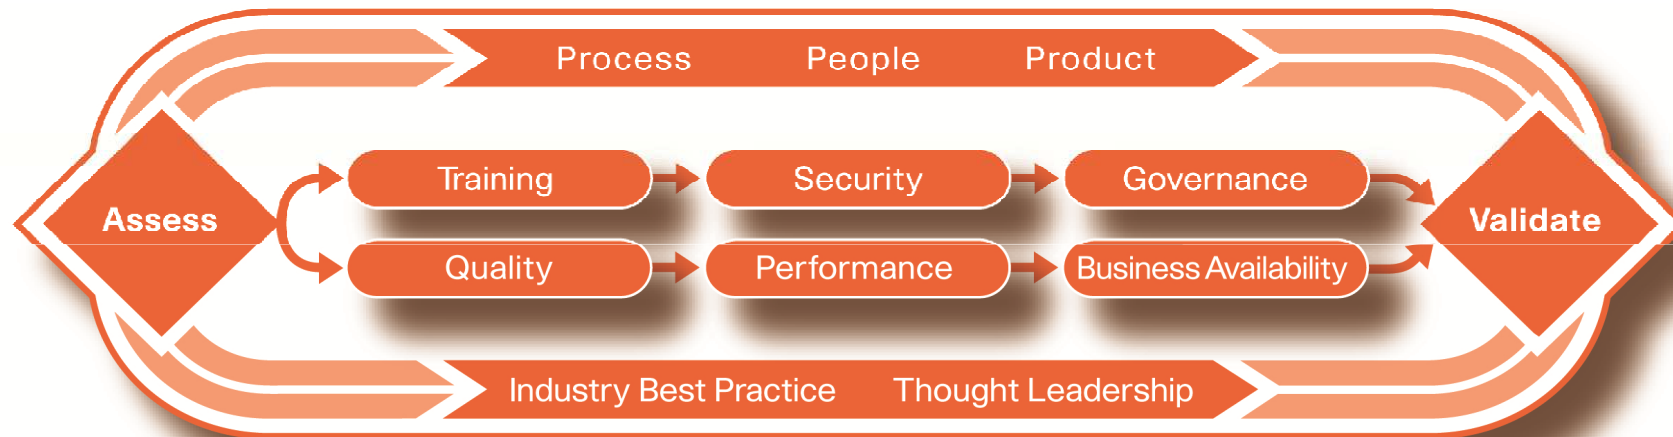 Process People Product
Assess
Training Security Governance
Quality Performance Business Availability
Validate
Industry Best Practice Thought Leadership